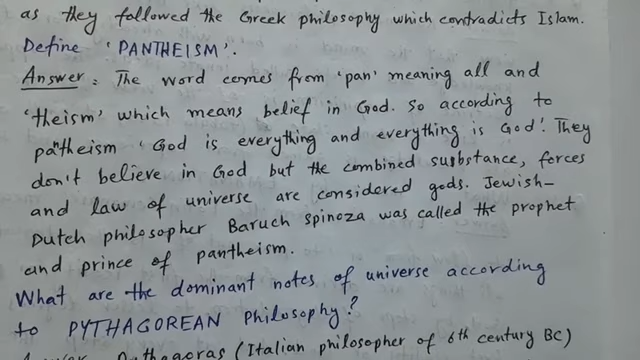 as they followed the Greek philosophy which contradicts Islam.
Define 'PANTHEISM'.
Answer: The word comes from 'pan' meaning all and
'theism' which means belief in God. So according to
pantheism 'God is everything and everything is God'. They
don't believe in God but the combined supbstance, forces
and law of universe are considered gods. Jewish-
Dutch philosopher Baruch Spinoza was called the prophet
and prince of pantheism.
What are the dominant notes of universe according
to PYTHAGOREAN Philosophy?
Answer: Pythagoras (Italian philosopher of 6th century BC)